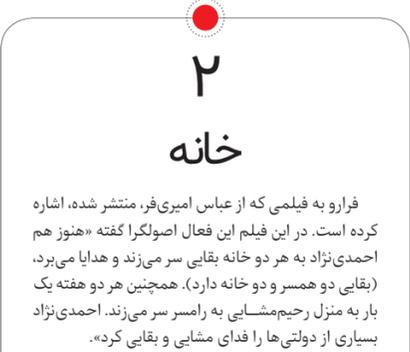 ۲
خانه
فرارو به فیلمی که از عباس امیری‌فر، منتشر شده، اشاره
کرده است. در این فیلم این فعال اصولگرا گفته «هنوز هم
احمدی‌نژاد به هر دو خانه بقایی سر می‌زند و هدایا می‌برد،
(بقایی دو همسر و دو خانه دارد). همچنین هر دو هفته یک
بار به منزل رحیم‌مشــایی به رامسر سر می‌زند. احمدی‌نژاد
بسیاری از دولتی‌ها را فدای مشایی و بقایی کرد».